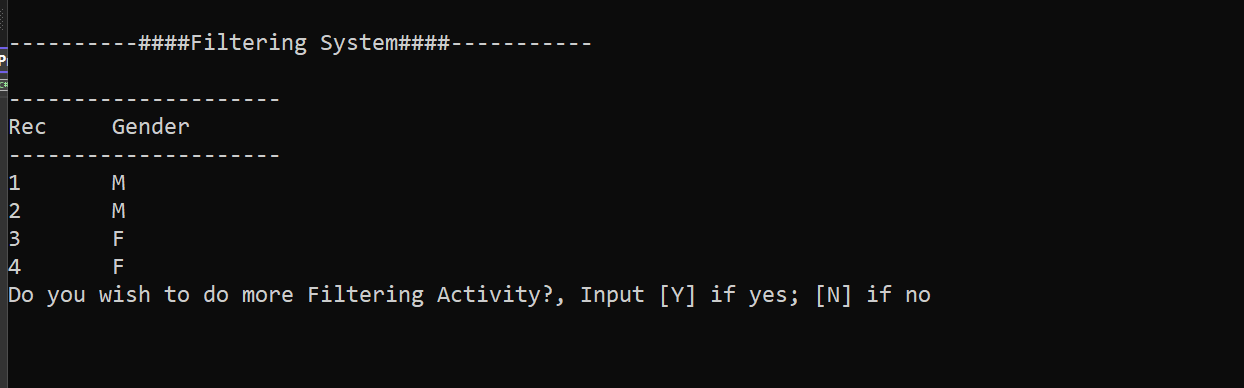 ----------####Filtering System####-----------
---------------------
Rec Gender
---------------------
1 M
2 M
3 F
4 F
Do you wish to do more Filtering Activity?, Input [Y] if yes; [N] if no